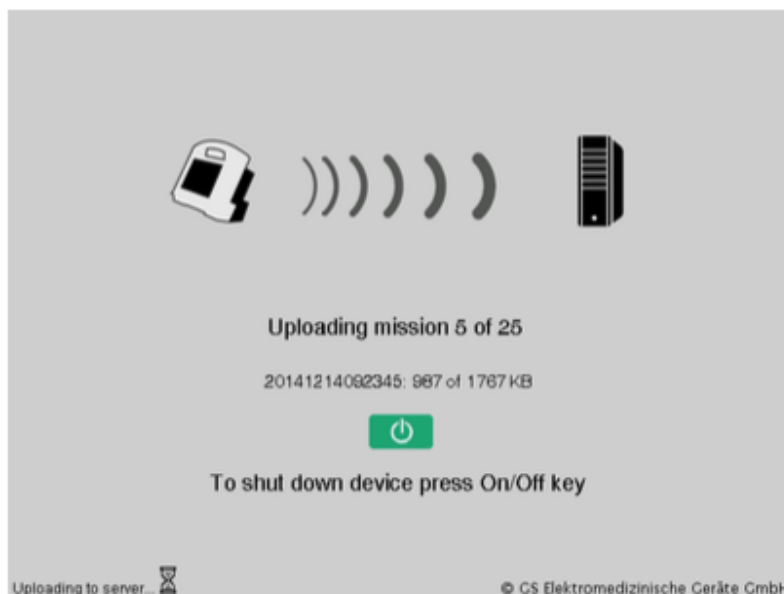 Uploading mission 5 of 25
20141214092345: 987 of 1767 KB
To shut down device press On/Off key
Uploading to server...
© GS Elektromedizinische Geräte GmbH